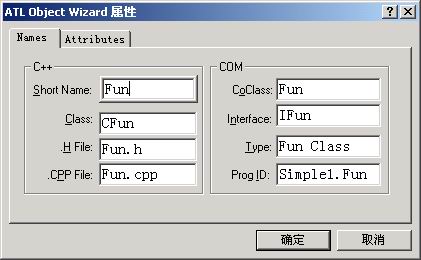 ATL Object Wizard 属性
Names
Attributes
C++
Short Name:
Fun
Class:
CFun
.H File:
Fun.h
.CPP File:
Fun.cpp
COM
CoClass:
Fun
Interface:
IFun
Type:
Fun Class
Prog ID:
Simple1.Fun
确定
取消